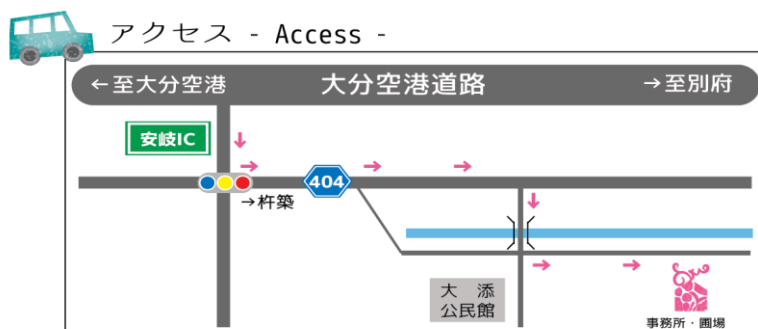 アクセス - Access -
←至大分空港
大分空港道路
→至別府
安岐IC
404
→杵築
大 添
公民館
事務所・圃場